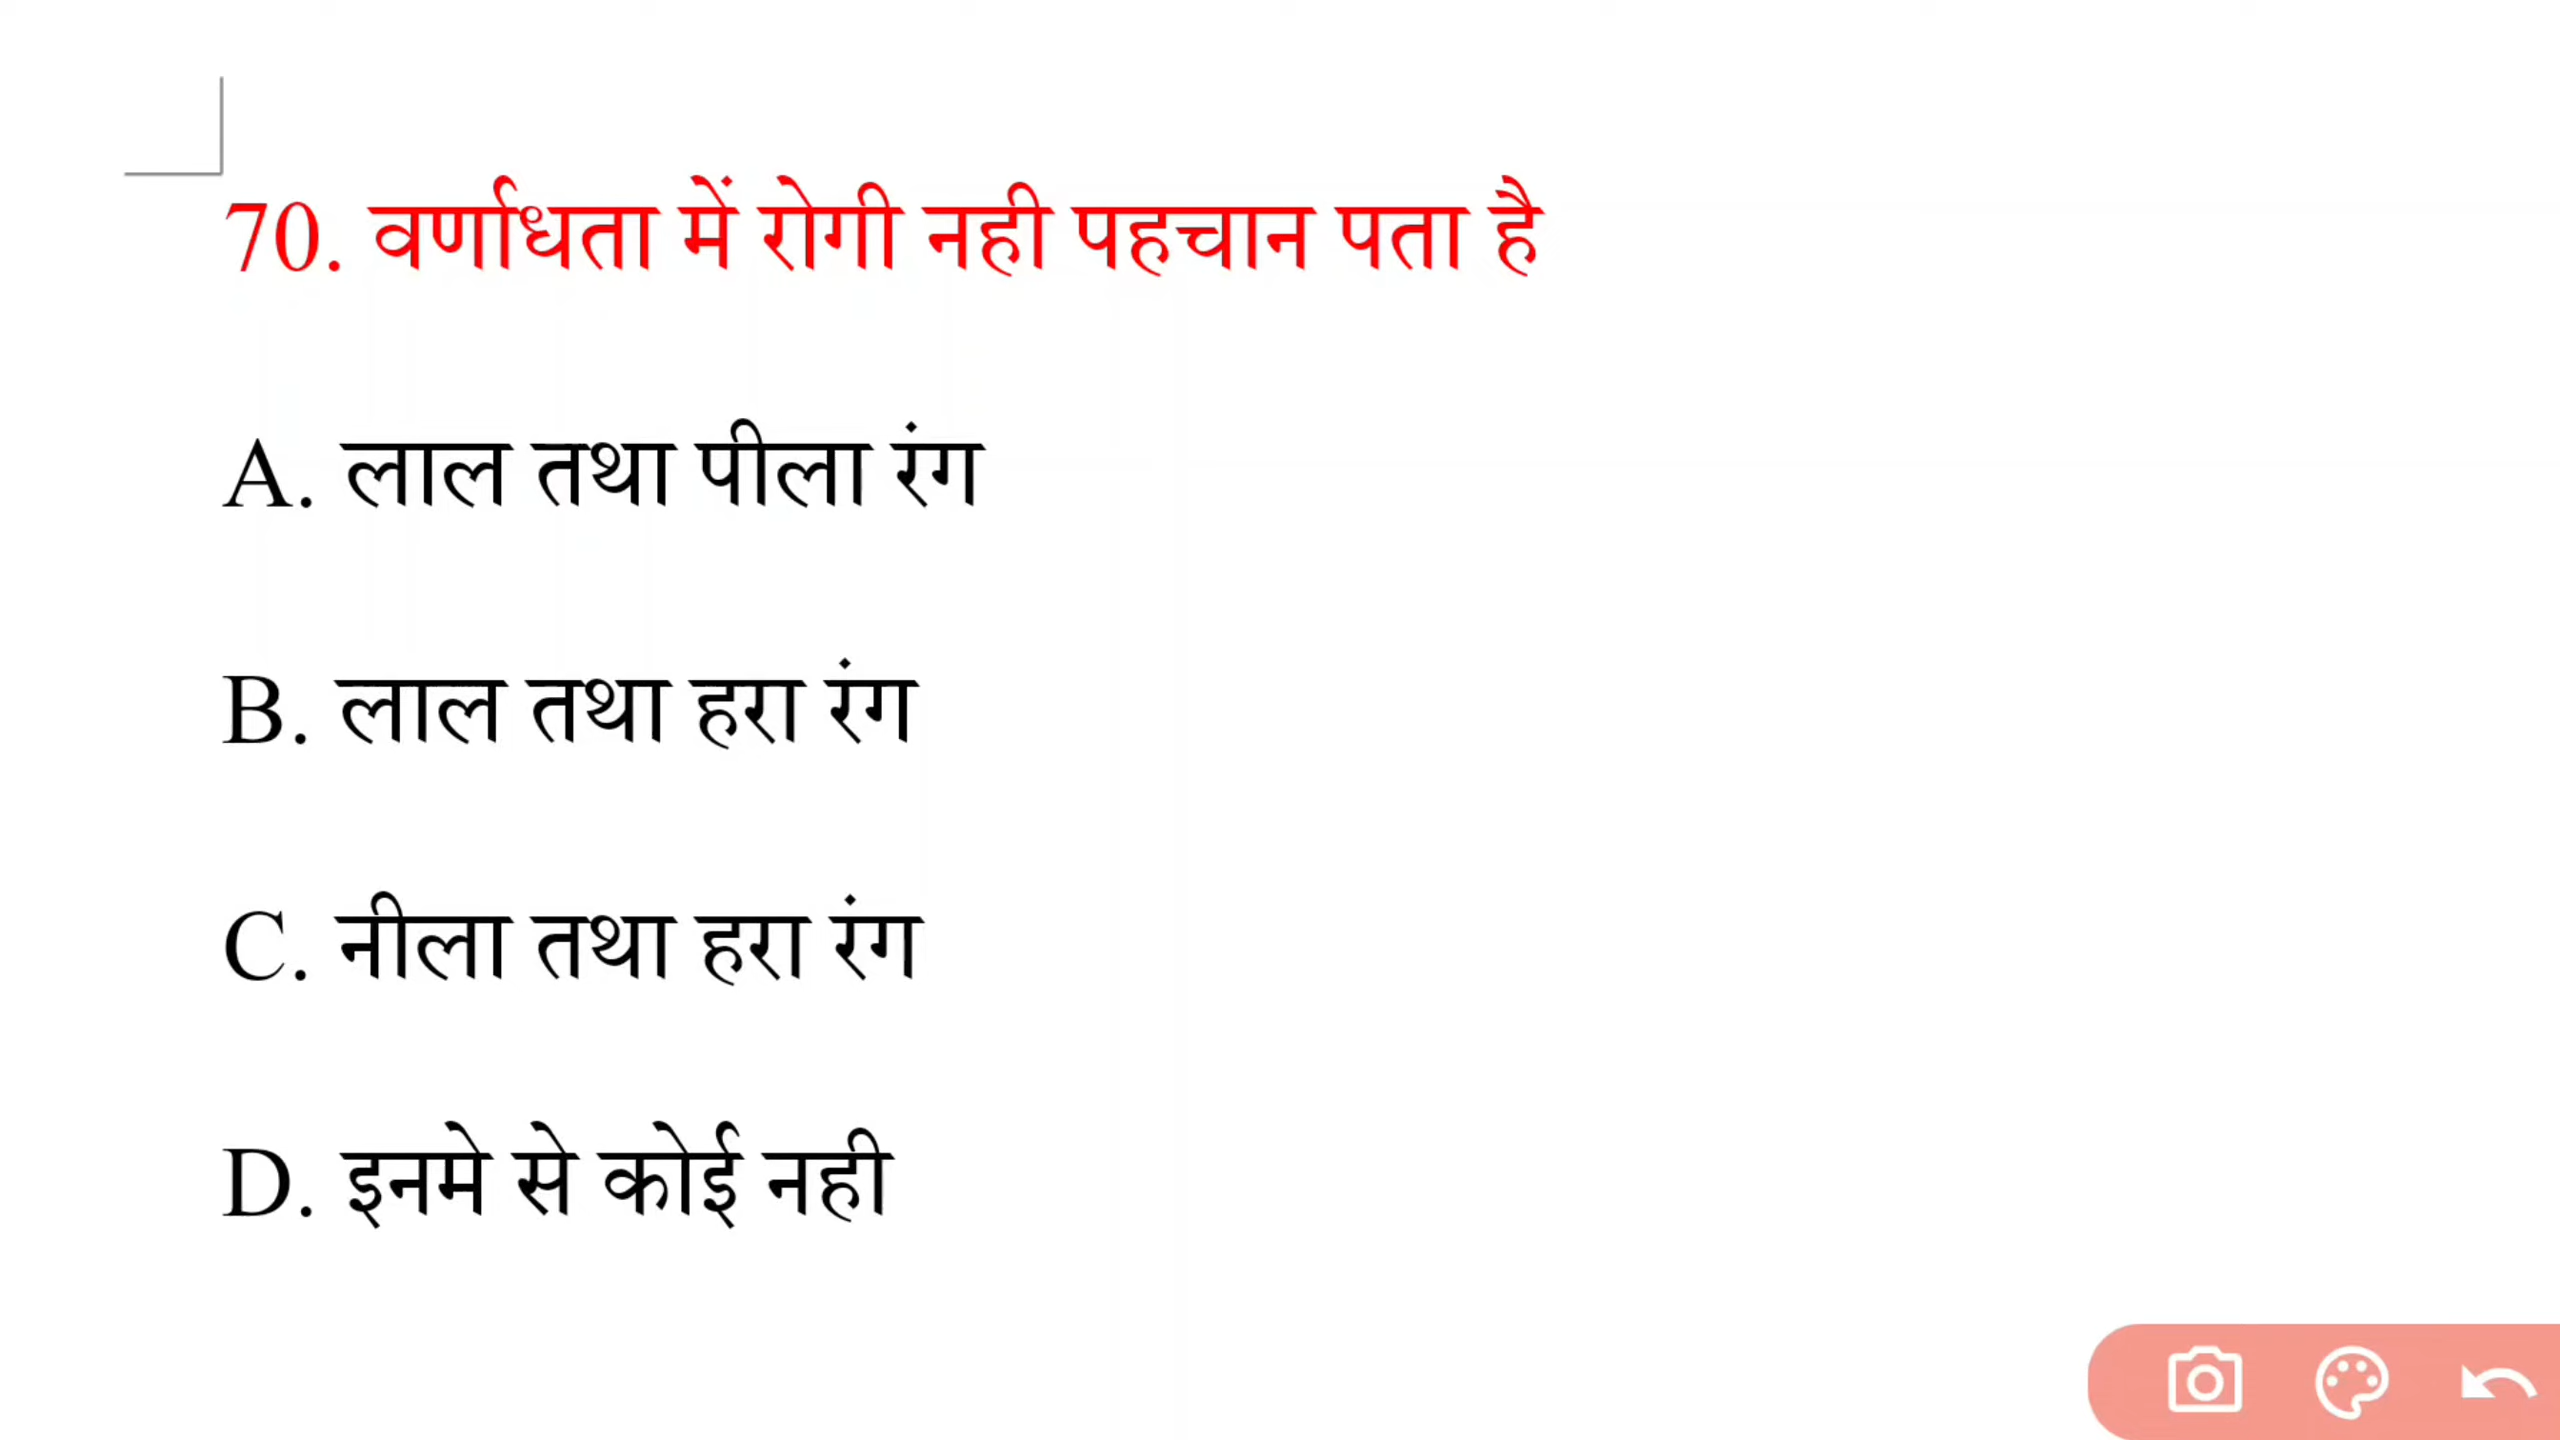 70. वर्णाधता में रोगी नही पहचान पता है
A. लाल तथा पीला रंग
B. लाल तथा हरा रंग
C. नीला तथा हरा रंग
D. इनमे से कोई नही